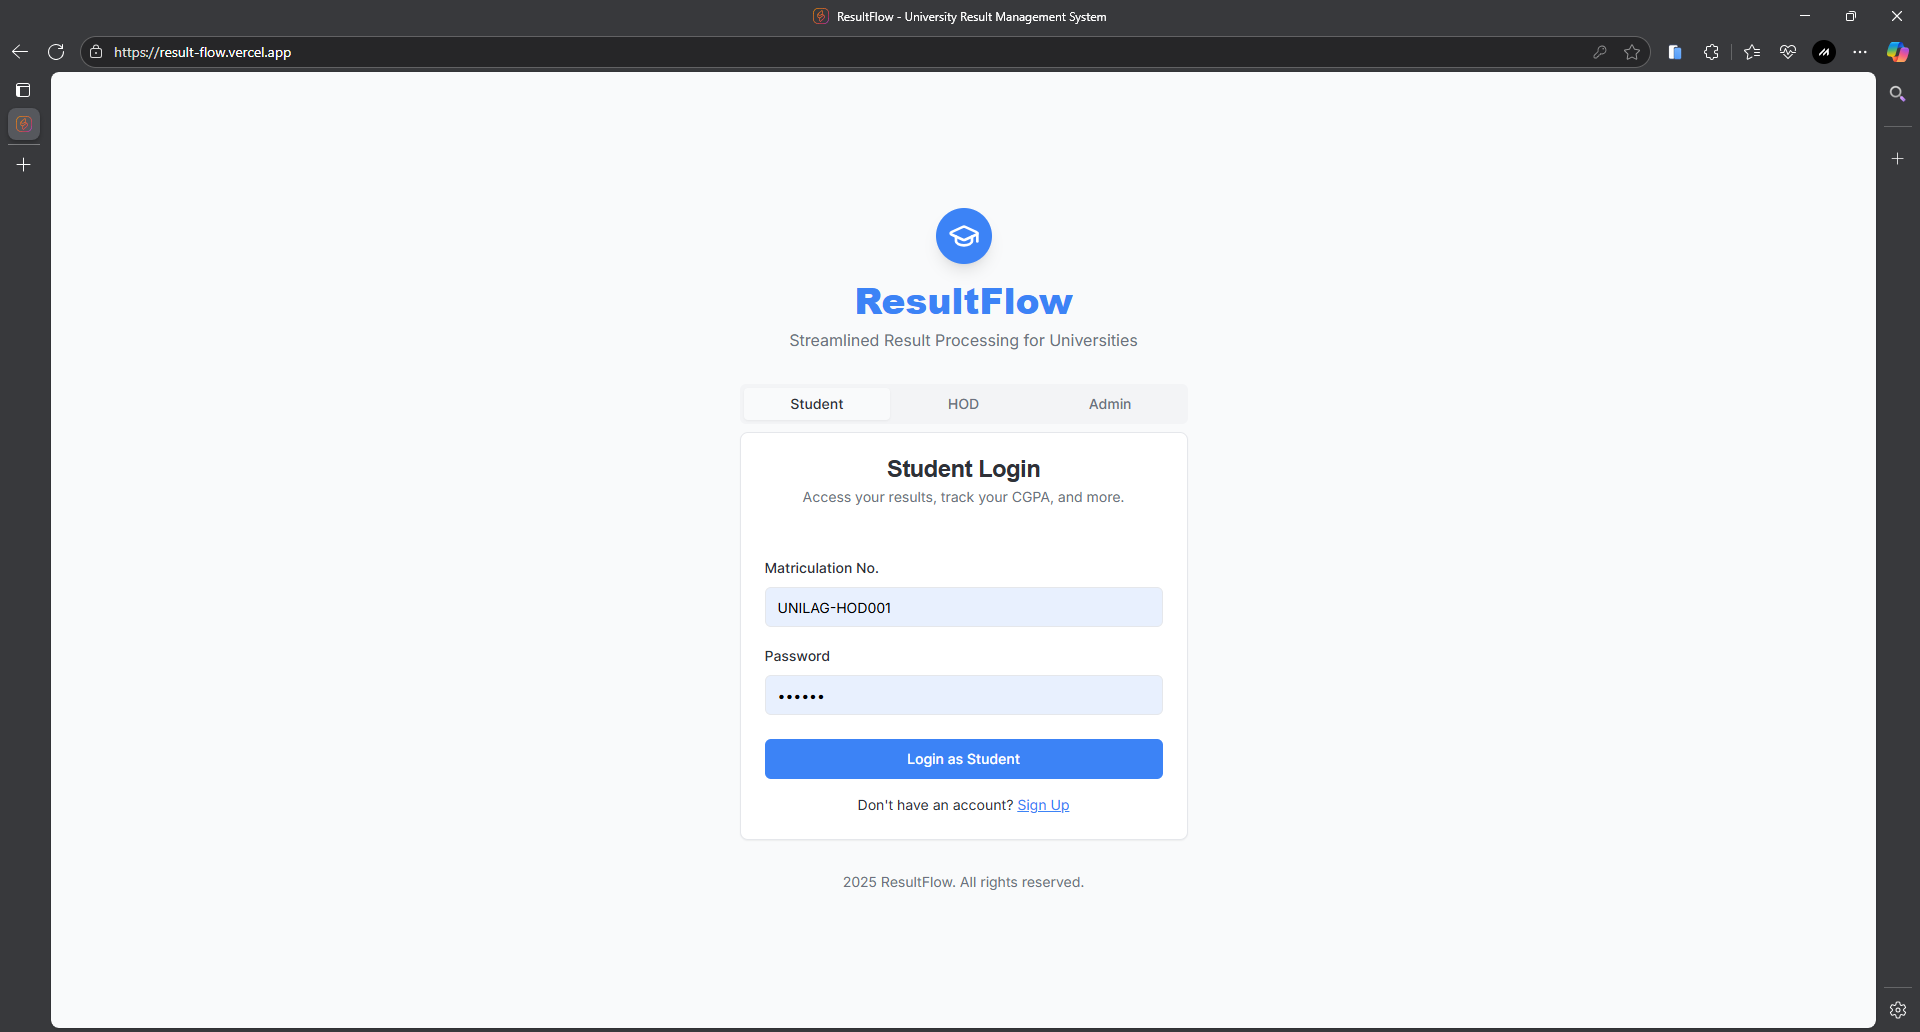 ResultFlow - University Result Management System
https://result-flow.vercel.app
ResultFlow
Streamlined Result Processing for Universities
Student
HOD
Admin
Student Login
Access your results, track your CGPA, and more.
Matriculation No.
UNILAG-HOD001
Password
••••••
Login as Student
Don't have an account? Sign Up
2025 ResultFlow. All rights reserved.